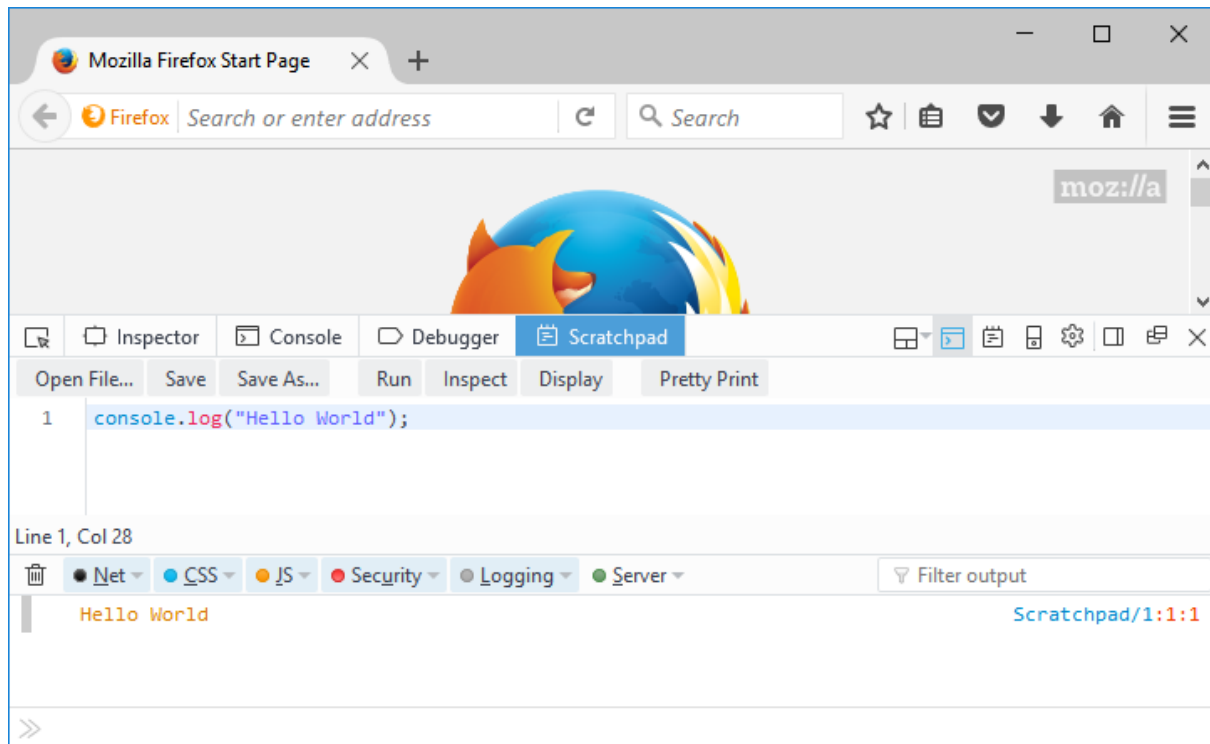 Mozilla Firefox Start Page
Firefox Search or enter address Search
moz://a
Inspector Console Debugger Scratchpad
Open File... Save Save As... Run Inspect Display Pretty Print
1 console.log("Hello World");
Line 1, Col 28
Net CSS JS Security Logging Server Filter output
Hello World Scratchpad/1:1:1